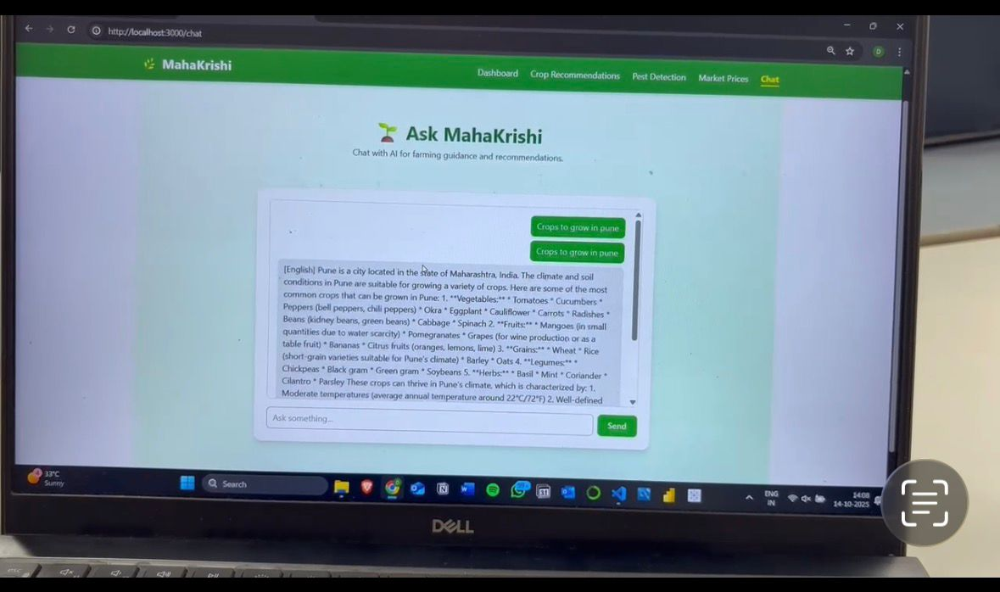 http://localhost:3000/chat
D
MahaKrishi
Dashboard Crop Recommendations Pest Detection Market Prices Chat
Ask MahaKrishi
Chat with AI for farming guidance and recommendations.
Crops to grow in pune
Crops to grow in pune
[English] Pune is a city located in the state of Maharashtra, India. The climate and soil
conditions in Pune are suitable for growing a variety of crops. Here are some of the most
common crops that can be grown in Pune: 1. **Vegetables:** * Tomatoes * Cucumbers *
Peppers (bell peppers, chili peppers) * Okra * Eggplant * Cauliflower * Carrots * Radishes *
Beans (kidney beans, green beans) * Cabbage * Spinach 2. **Fruits:** * Mangoes (in small
quantities due to water scarcity) * Pomegranates * Grapes (for wine production or as a
table fruit) * Bananas * Citrus fruits (oranges, lemons, lime) 3. **Grains:** * Wheat * Rice
(short-grain varieties suitable for Pune's climate) * Barley * Oats 4. **Legumes:** *
Chickpeas * Black gram * Green gram * Soybeans 5. **Herbs:** * Basil * Mint * Coriander *
Cilantro * Parsley These crops can thrive in Pune's climate, which is characterized by: 1.
Moderate temperatures (average annual temperature around 22°C/72°F) 2. Well-defined
Ask something...
Send
33°C
Sunny
Search
31
ENG
IN
14:08
14-10-2025
DELL
esc